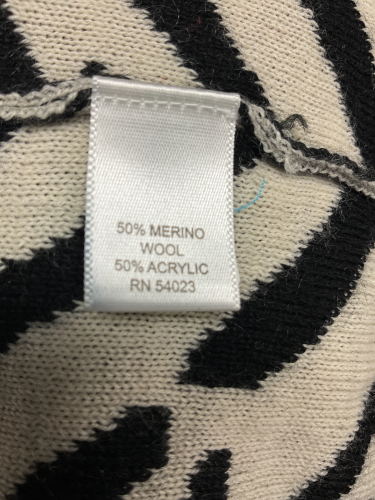 50% MERINO
WOOL
50% ACRYLIC
RN 54023